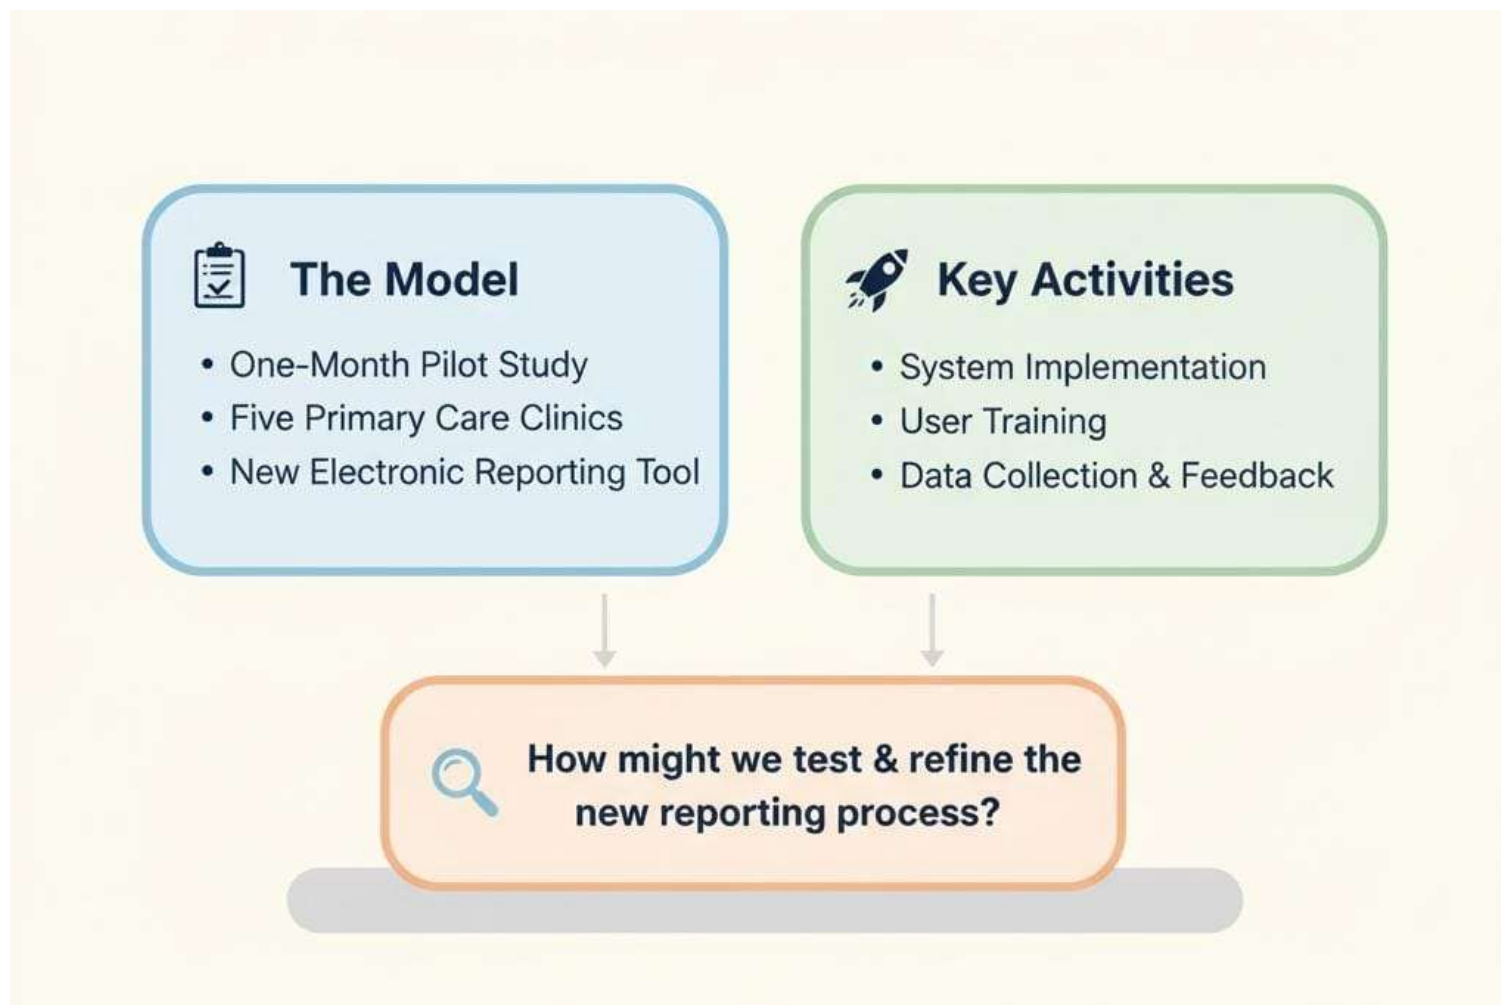 The Model
• One-Month Pilot Study
• Five Primary Care Clinics
• New Electronic Reporting Tool
Key Activities
• System Implementation
• User Training
• Data Collection & Feedback
How might we test & refine the
new reporting process?